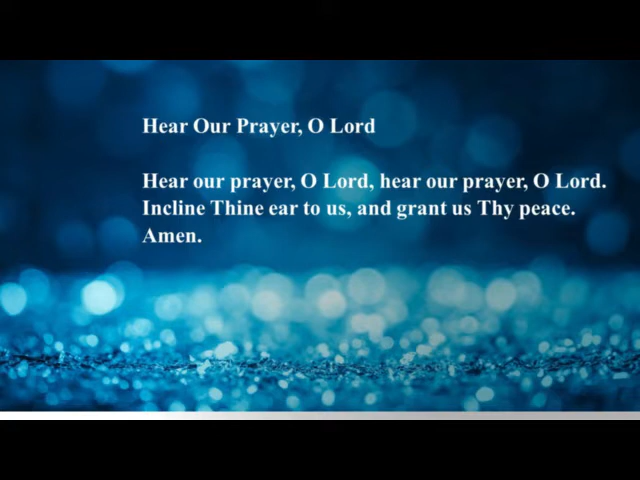 Hear Our Prayer, O Lord
Hear our prayer, O Lord, hear our prayer, O Lord.
Incline Thine ear to us, and grant us Thy peace.
Amen.